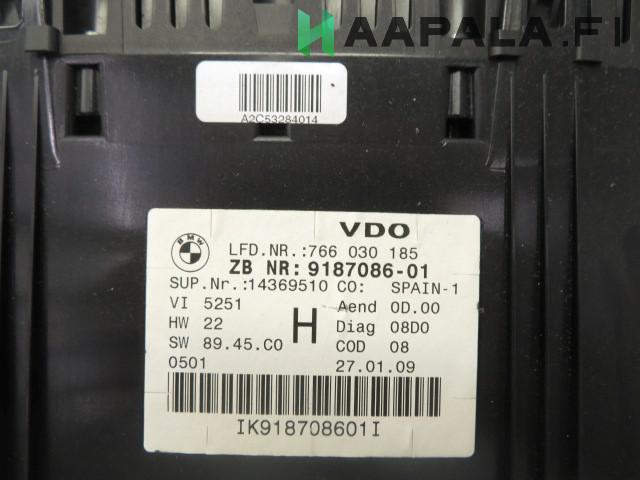 HAAPALA.FI
A2C53284014
BMW
VDO
LFD.NR.:766 030 185
ZB NR: 9187086-01
SUP.Nr.:14369510 CO: SPAIN-1
VI 5251 Aend 0D.00
HW 22 H Diag 08D0
SW 89.45.C0 COD 08
0501 27.01.09
IK918708601I